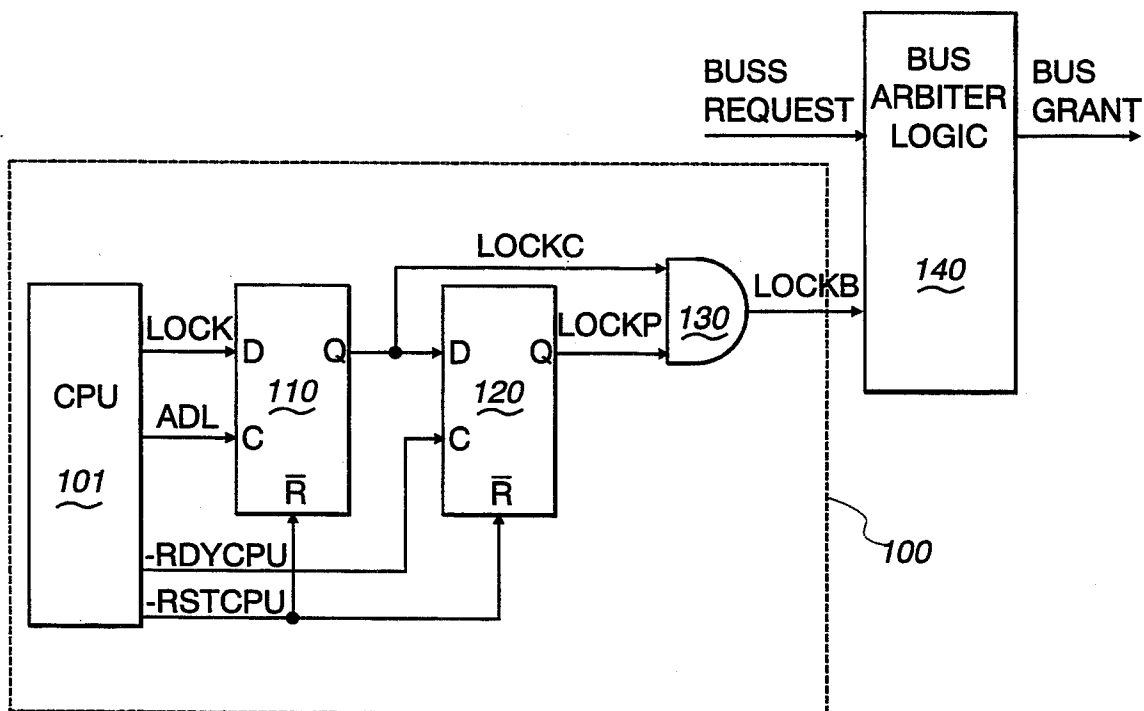 BUSS
REQUEST
BUS
ARBITER
LOGIC
BUS
GRANT
140
LOCKC
LOCKB
130
LOCKP
CPU
101
LOCK
ADL
D
Q
110
C
R̅
D
Q
120
C
R̅
-RDYCPU
-RSTCPU
100